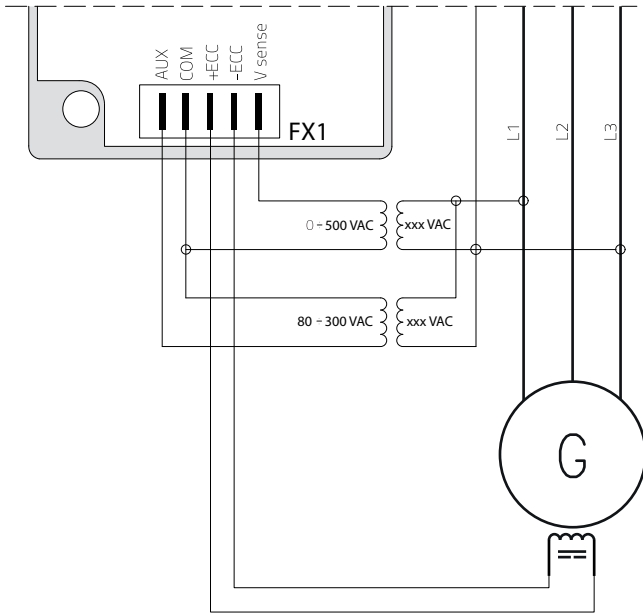 AUX
COM
+ECC
-ECC
V sense
FX1
L1
L2
L3
0-500 VAC
xxx VAC
80-300 VAC
xxx VAC
G